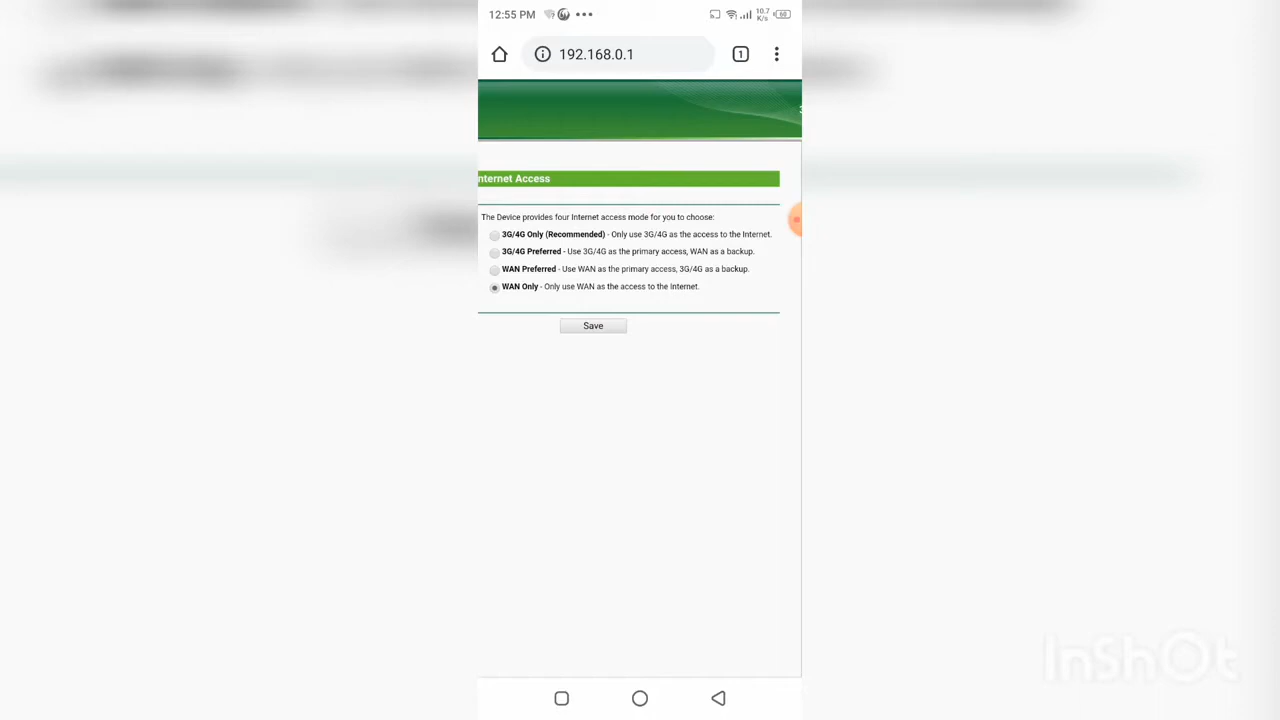 12:55 PM
10.7
K/s
60
192.168.0.1
1
nternet Access
The Device provides four Internet access mode for you to choose:
3G/4G Only (Recommended) - Only use 3G/4G as the access to the Internet.
3G/4G Preferred - Use 3G/4G as the primary access, WAN as a backup.
WAN Preferred - Use WAN as the primary access, 3G/4G as a backup.
WAN Only - Only use WAN as the access to the Internet.
Save
InShOt